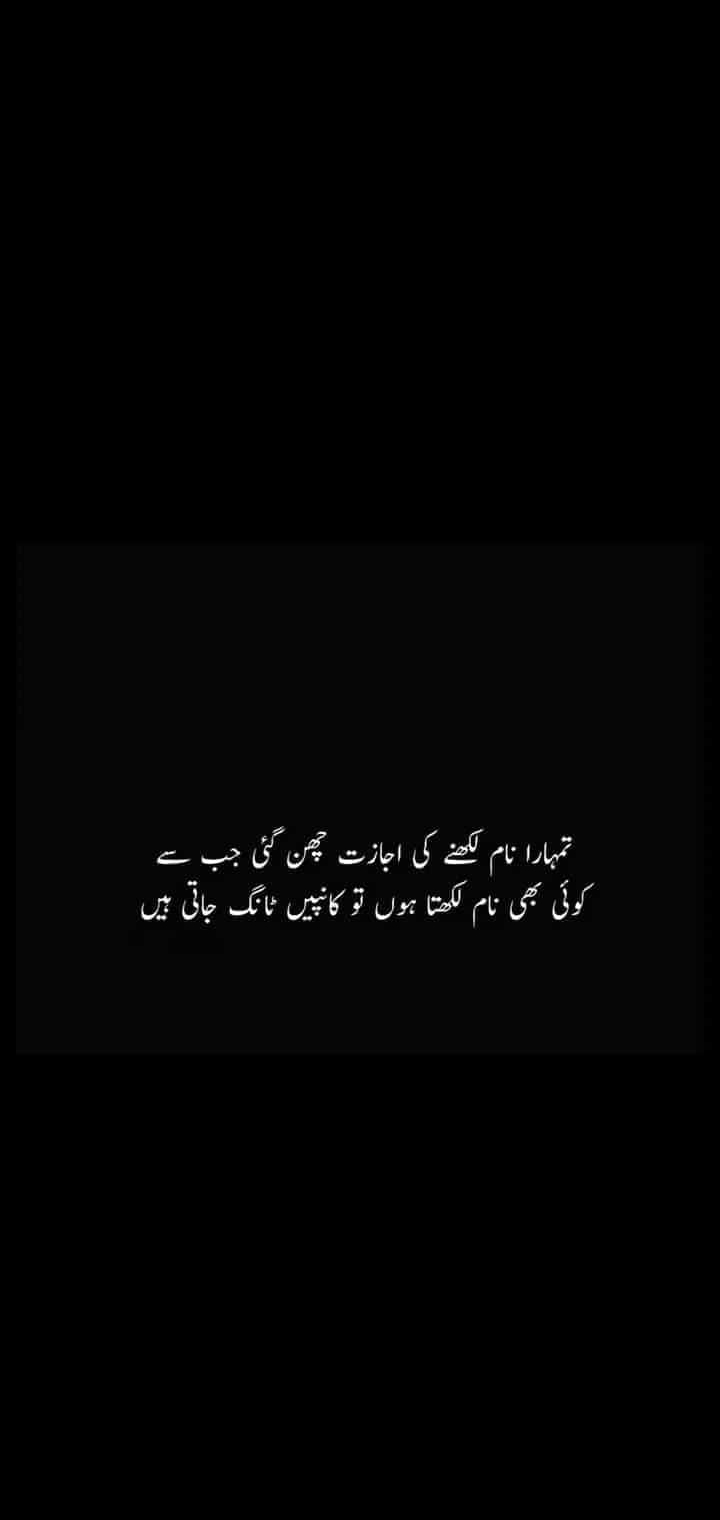 تمہارا نام لکھنے کی اجازت چھن گئی جب سے
کوئی بھی نام لکھتا ہوں تو کانپیں ٹانگ جاتی ہیں